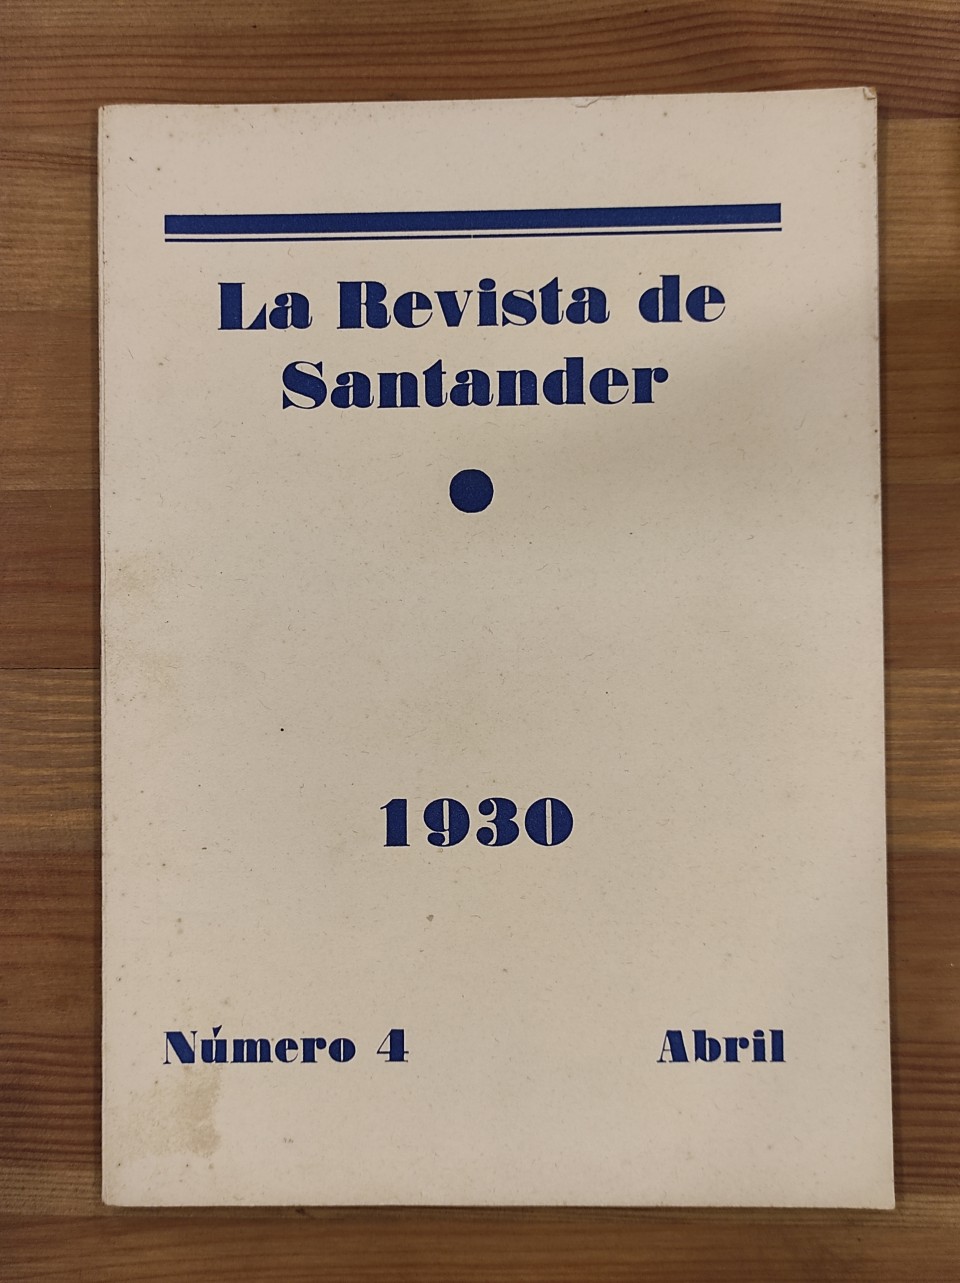 La Revista de
Santander
1930
Número 4
Abril